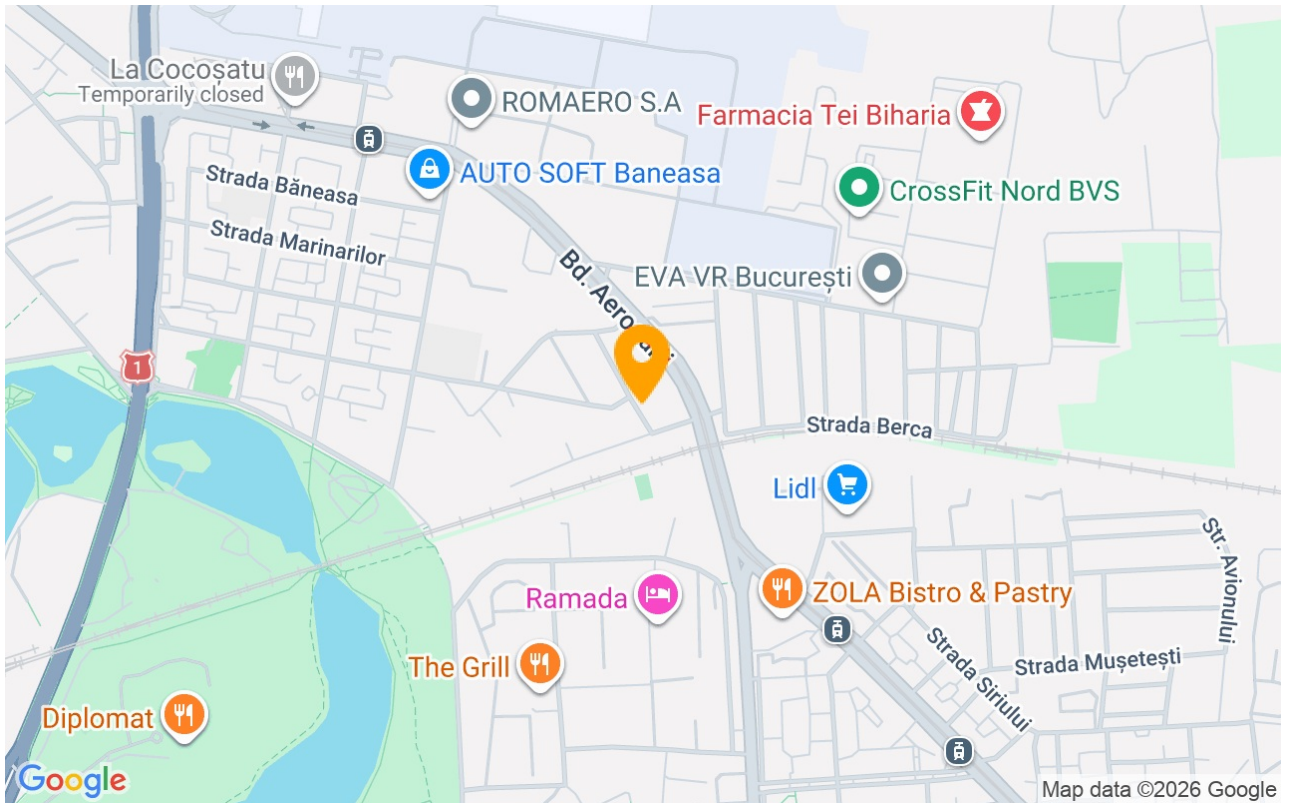 La Cocoșatu
Temporarily closed
ROMAERO S.A
Farmacia Tei Biharia
AUTO SOFT Baneasa
Strada Băneasa
CrossFit Nord BVS
Strada Marinarilor
EVA VR București
Bd. Aero
1
Strada Berca
Lidl
Str. Avionului
Ramada
ZOLA Bistro & Pastry
The Grill
Strada Siriului
Strada Mușetești
Diplomat
Google
Map data ©2026 Google